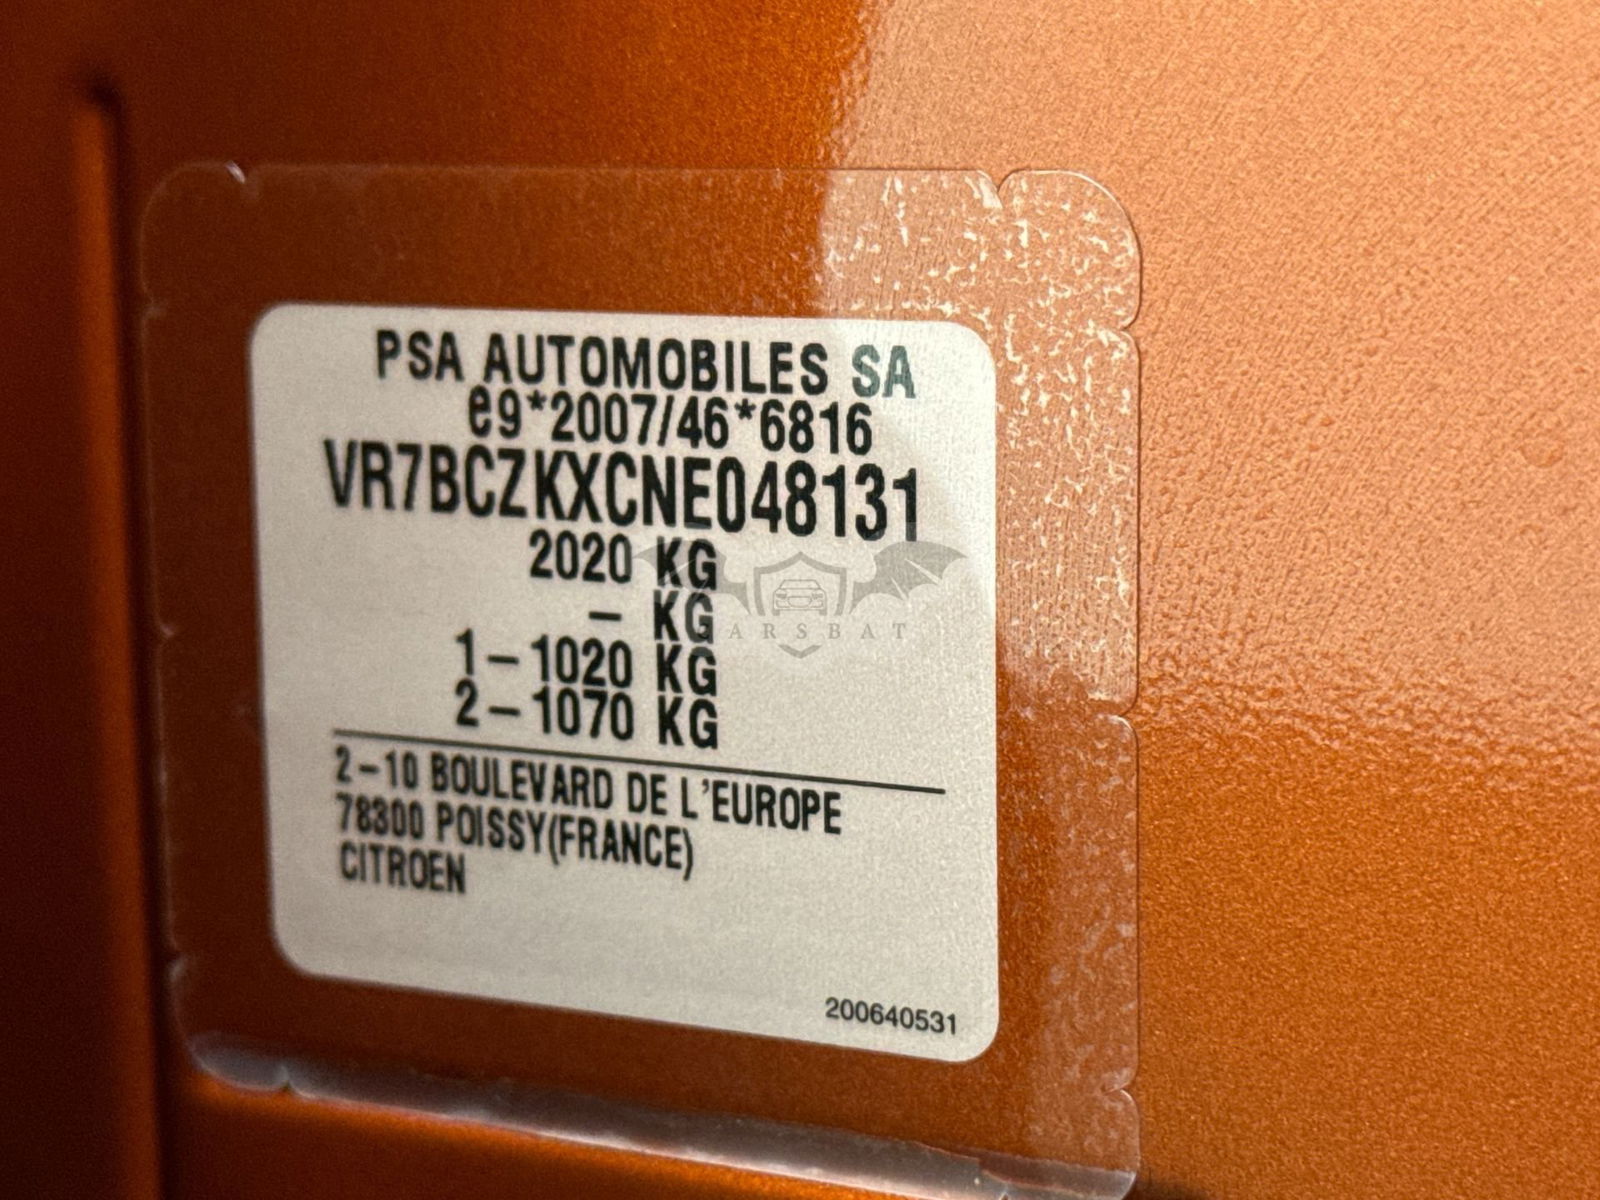 PSA AUTOMOBILES SA
e9*2007/46*6816
VR7BCZKXCNE048131
2020 KG
– KG
1–1020 KG
2–1070 KG
2–10 BOULEVARD DE L'EUROPE
78300 POISSY(FRANCE)
CITROEN
200640531
CARSBAT